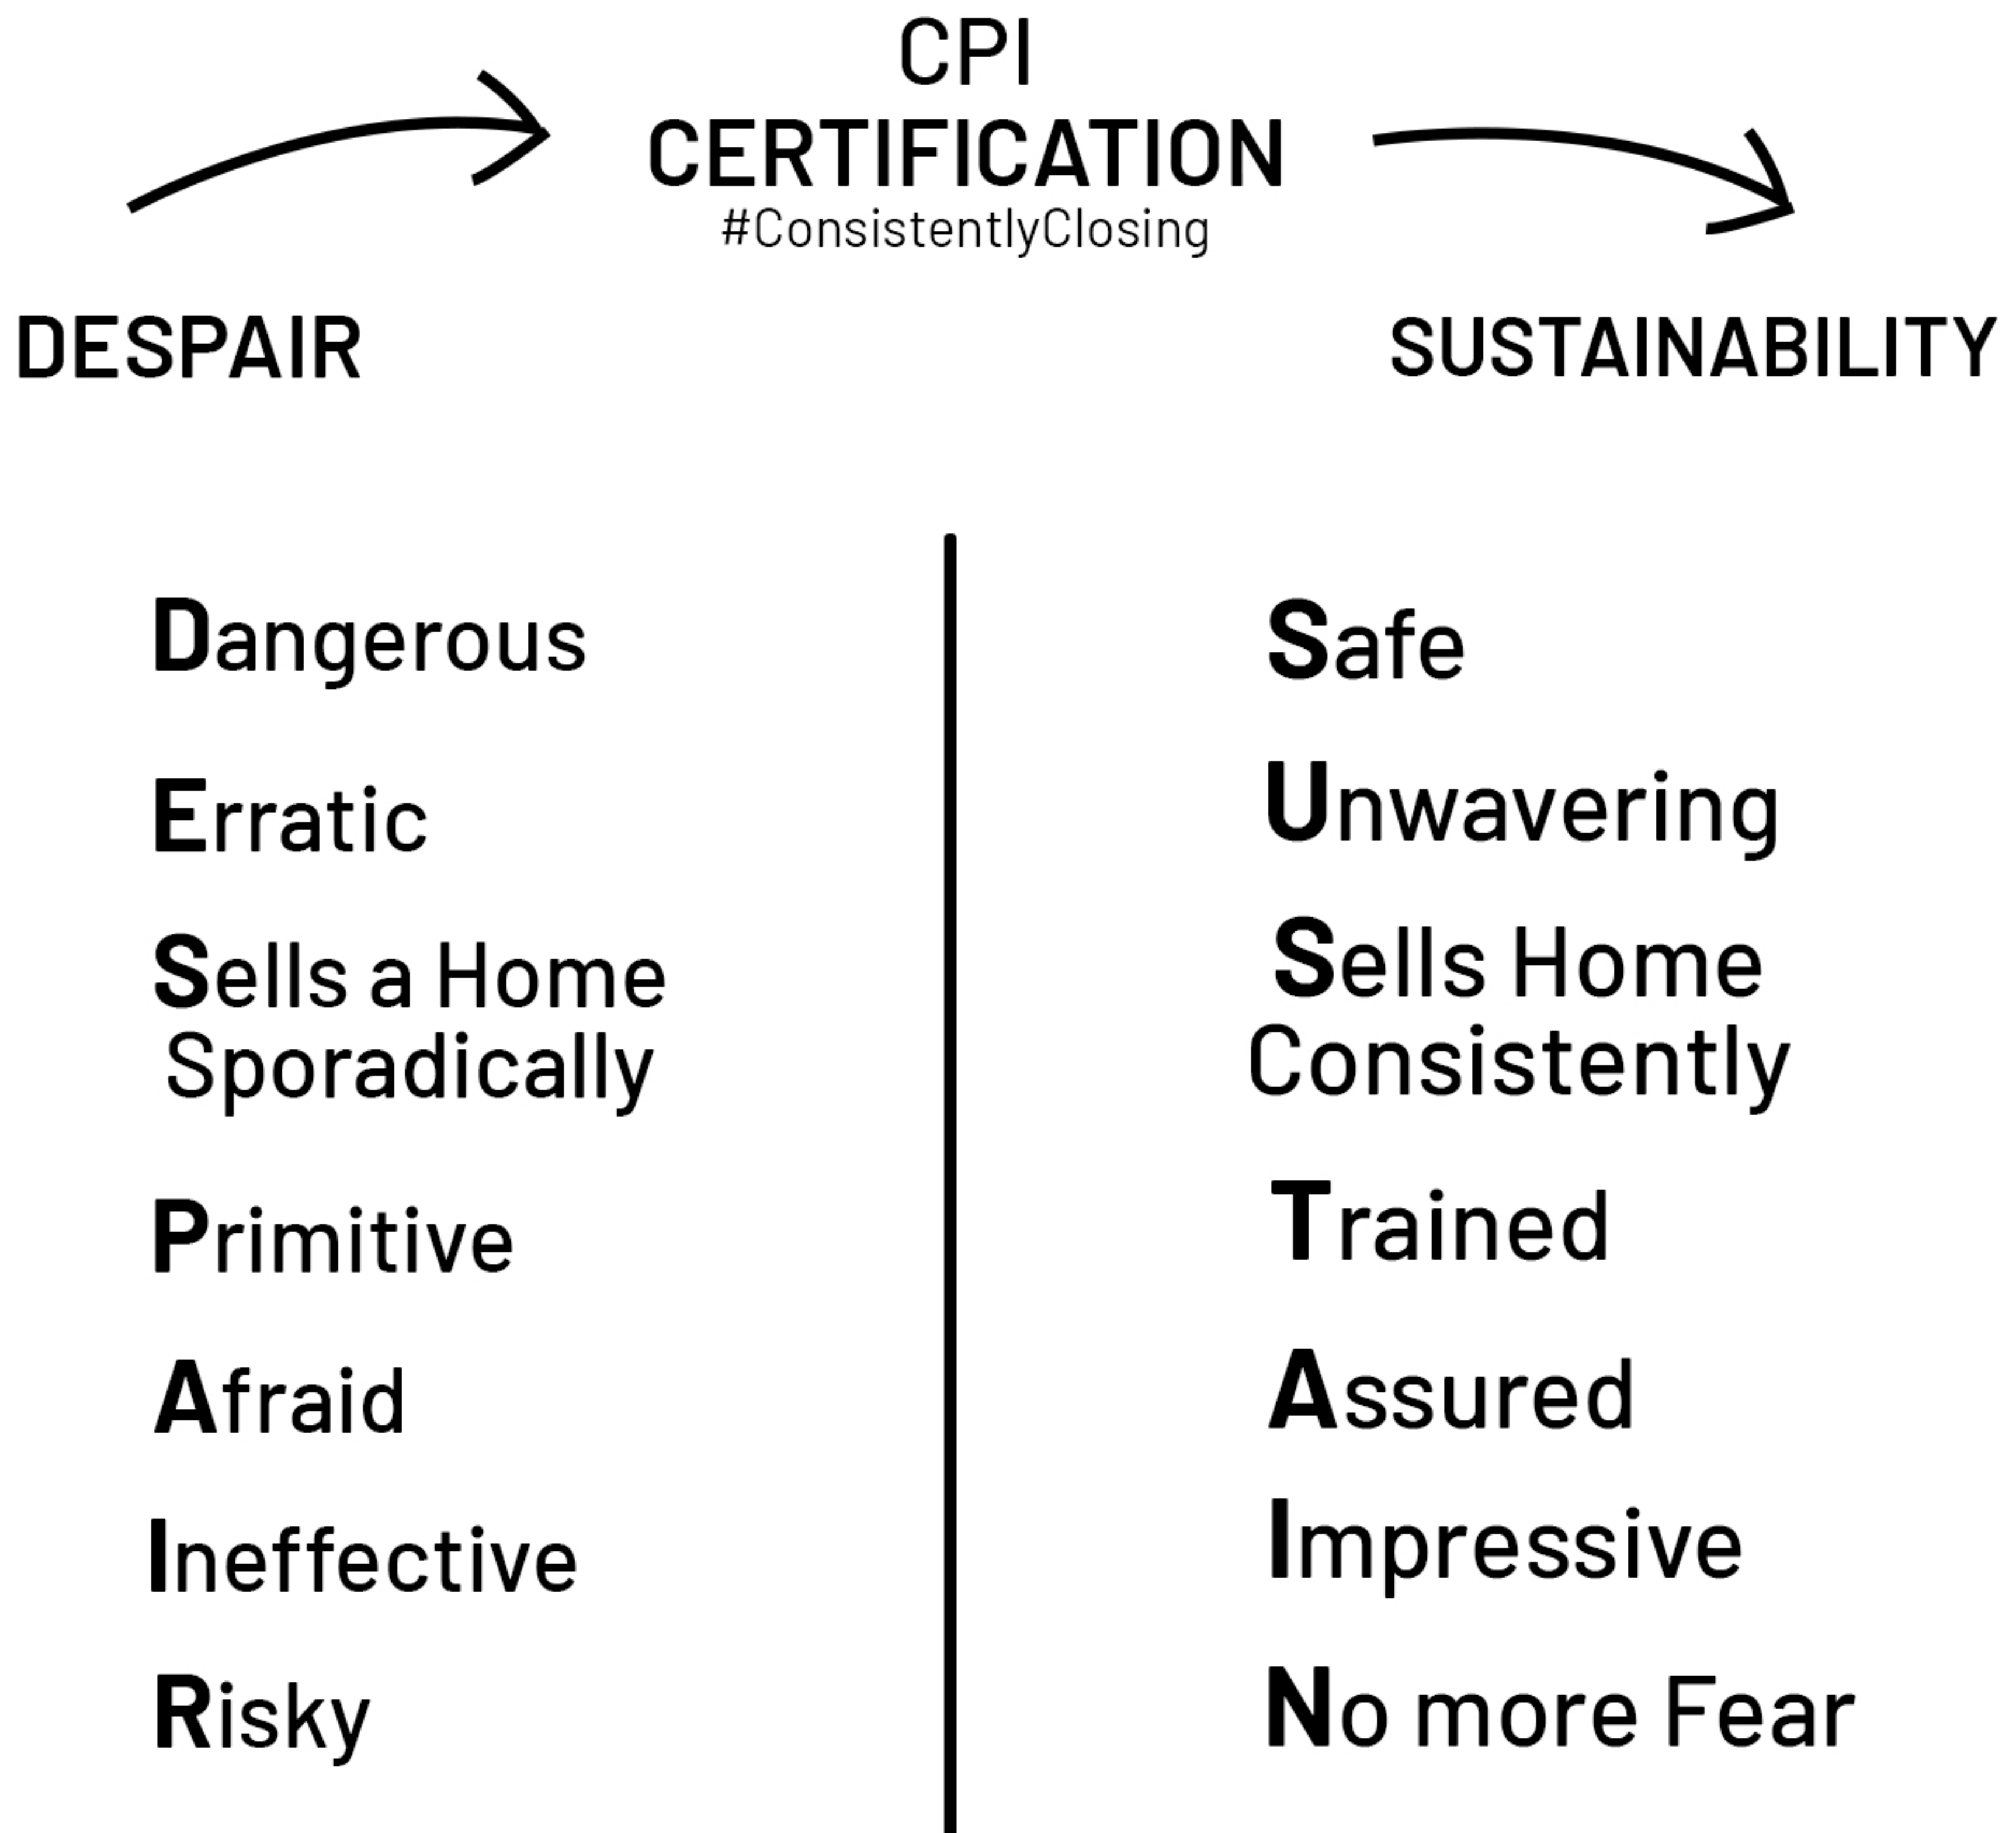 CPI
CERTIFICATION
#ConsistentlyClosing
DESPAIR
SUSTAINABILITY
Dangerous
Erratic
Sells a Home
Sporadically
Primitive
Afraid
Ineffective
Risky
Safe
Unwavering
Sells Home
Consistently
Trained
Assured
Impressive
No more Fear